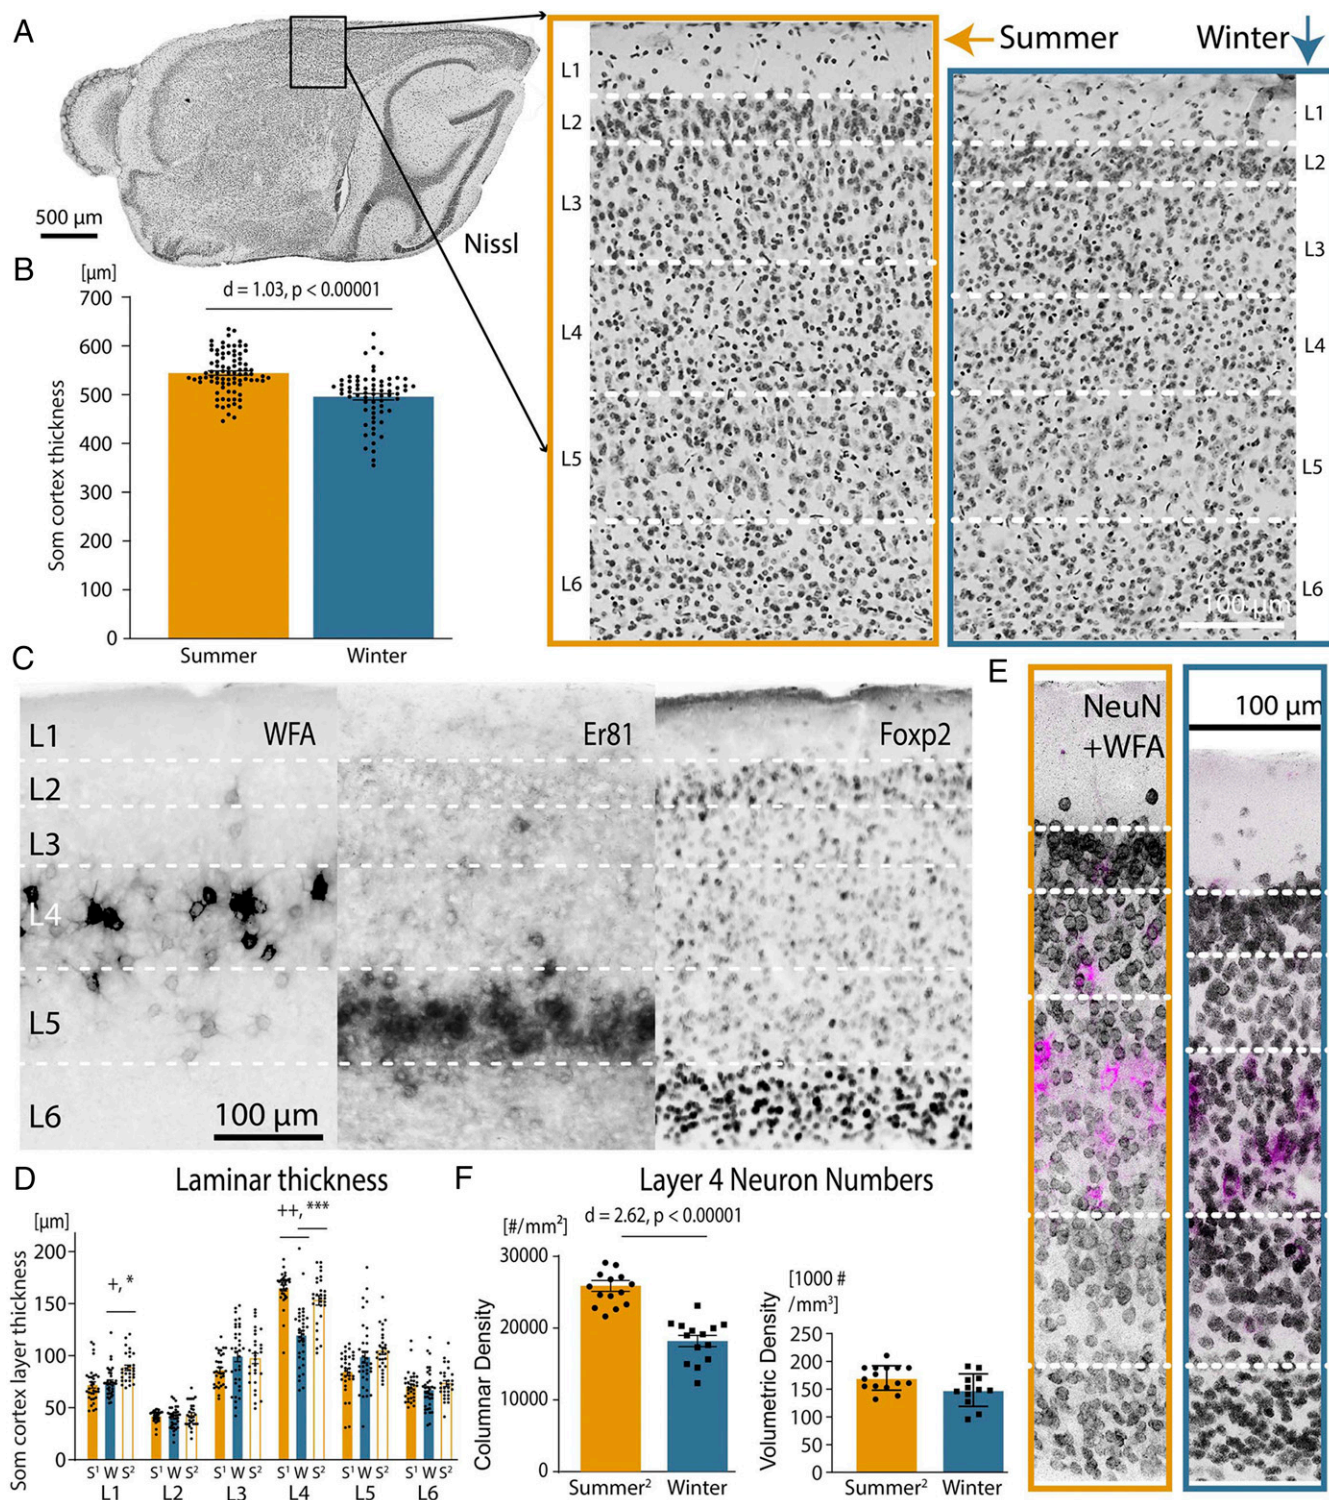 A
500 µm
Nissl
L1
L2
L3
L4
L5
L6
Summer
Winter
L1
L2
L3
L4
L5
L6
100 µm
B
[µm]
d = 1.03, p < 0.00001
Som cortex thickness
700
600
500
400
300
200
100
0
Summer Winter
C
L1 WFA Er81 Foxp2
L2
L3
L4
L5
L6
100 µm
E
NeuN
+WFA
100 µm
D
Laminar thickness
[µm]
Som cortex layer thickness
200
150
100
50
0
+, *
++, ***
S¹ W S² S¹ W S² S¹ W S² S¹ W S² S¹ W S² S¹ W S²
L1 L2 L3 L4 L5 L6
F
Layer 4 Neuron Numbers
[#/mm²]
d = 2.62, p < 0.00001
Columnar Density
30000
20000
10000
0
Summer² Winter
[1000 #
/mm³]
Volumetric Density
250
200
150
100
50
0
Summer² Winter